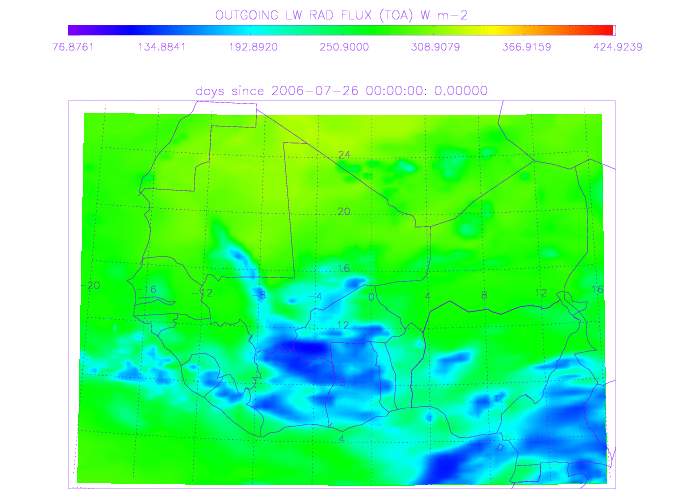 OUTGOING LW RAD FLUX (TOA) W m-2
76.8761 134.8841 192.8920 250.9000 308.9079 366.9159 424.9239
days since 2006-07-26 00:00:00: 0.00000
24
20
16
20 16 12 8 -4 0 4 8 12 16
12
8
4
0